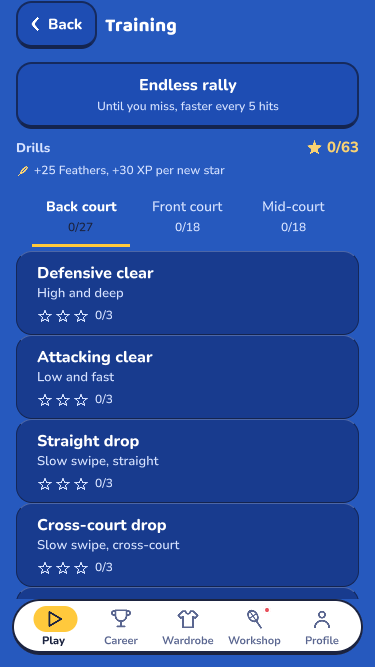 Back
Training
Endless rally
Until you miss, faster every 5 hits
Drills
0/63
+25 Feathers, +30 XP per new star
Back court
Front court
Mid-court
0/27
0/18
0/18
Defensive clear
High and deep
0/3
Attacking clear
Low and fast
0/3
Straight drop
Slow swipe, straight
0/3
Cross-court drop
Slow swipe, cross-court
0/3
Play
Career
Wardrobe
Workshop
Profile